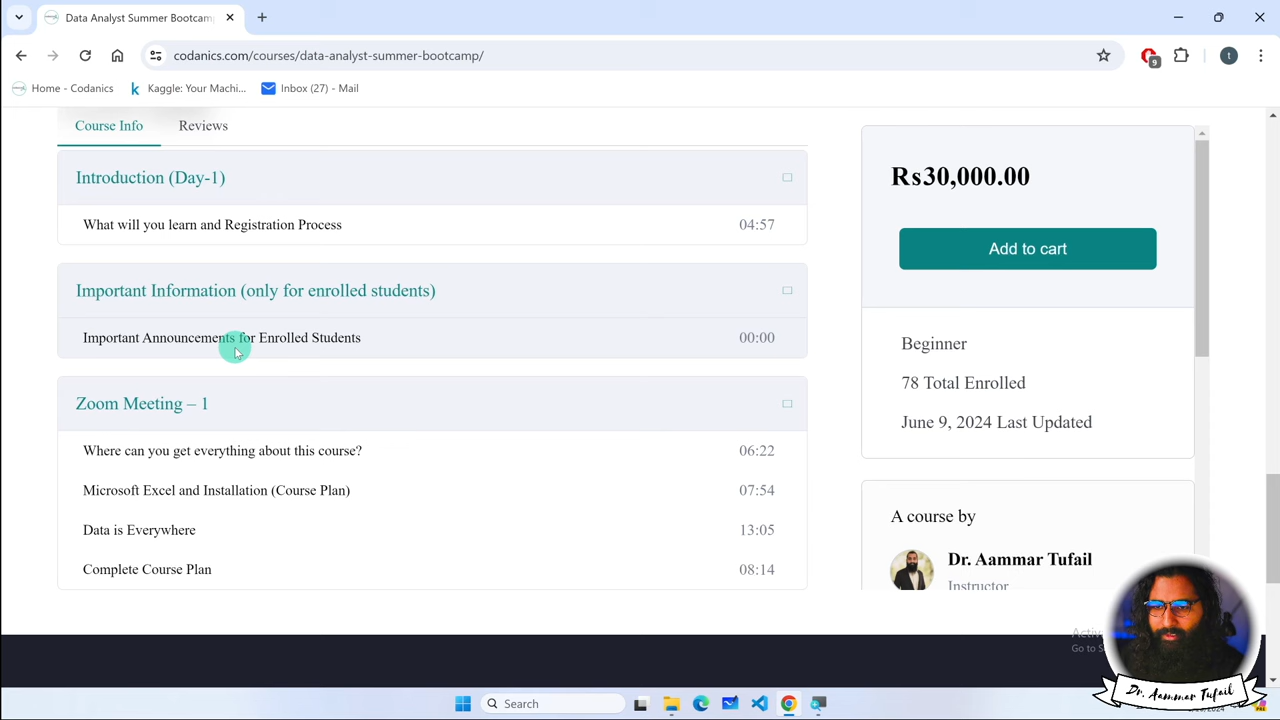 Data Analyst Summer Bootcam
codanics.com/courses/data-analyst-summer-bootcamp/
9
t
Home - Codanics
Kaggle: Your Machi...
Inbox (27) - Mail
Course Info
Reviews
Introduction (Day-1)
What will you learn and Registration Process
04:57
Important Information (only for enrolled students)
Important Announcements for Enrolled Students
00:00
Zoom Meeting – 1
Where can you get everything about this course?
06:22
Microsoft Excel and Installation (Course Plan)
07:54
Data is Everywhere
13:05
Complete Course Plan
08:14
Rs30,000.00
Add to cart
Beginner
78 Total Enrolled
June 9, 2024 Last Updated
A course by
Dr. Aammar Tufail
Instructor
Activ
Go to S
Search
Dr. Aammar Tufail